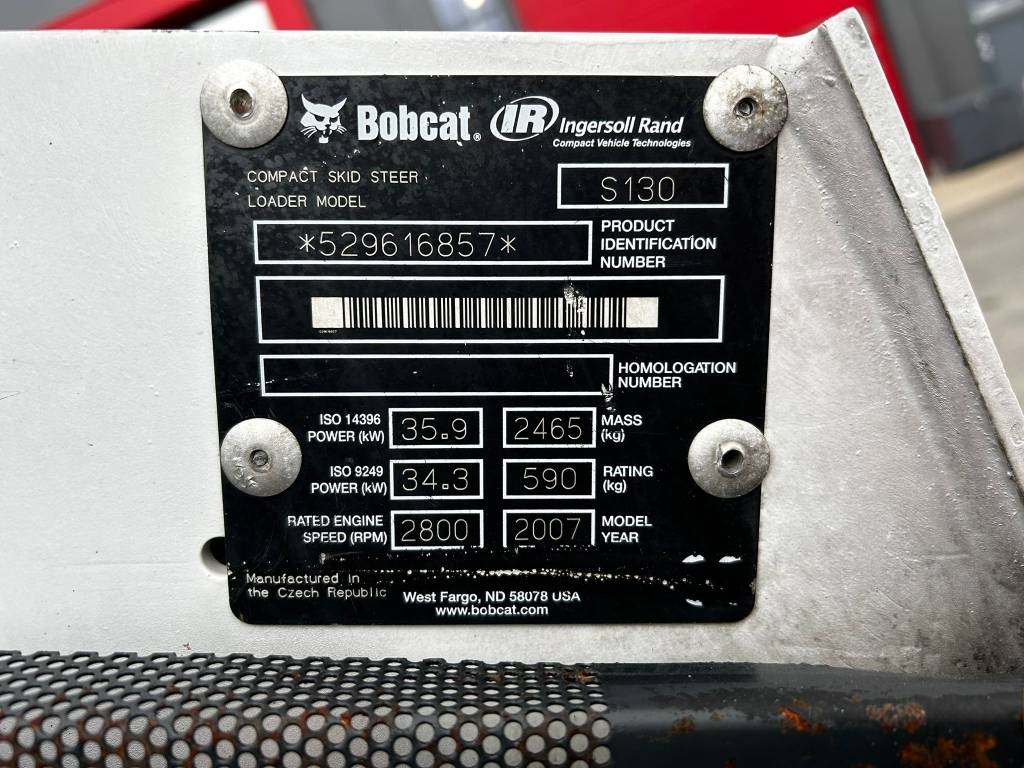 Bobcat® IR Ingersoll Rand
Compact Vehicle Technologies
COMPACT SKID STEER
LOADER MODEL
S130
*529616857*
PRODUCT
IDENTIFICATION
NUMBER
HOMOLOGATION
NUMBER
ISO 14396
POWER (kW)
35.9
2465
MASS
(kg)
ISO 9249
POWER (kW)
34.3
590
RATING
(kg)
RATED ENGINE
SPEED (RPM)
2800
2007
MODEL
YEAR
Manufactured in
the Czech Republic
West Fargo, ND 58078 USA
www.bobcat.com